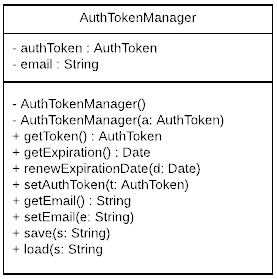 AuthTokenManager
- authToken : AuthToken
- email : String
- AuthTokenManager()
- AuthTokenManager(a: AuthToken)
+ getToken() : AuthToken
+ getExpiration() : Date
+ renewExpirationDate(d: Date)
+ setAuthToken(t: AuthToken)
+ getEmail() : String
+ setEmail(e: String)
+ save(s: String)
+ load(s: String